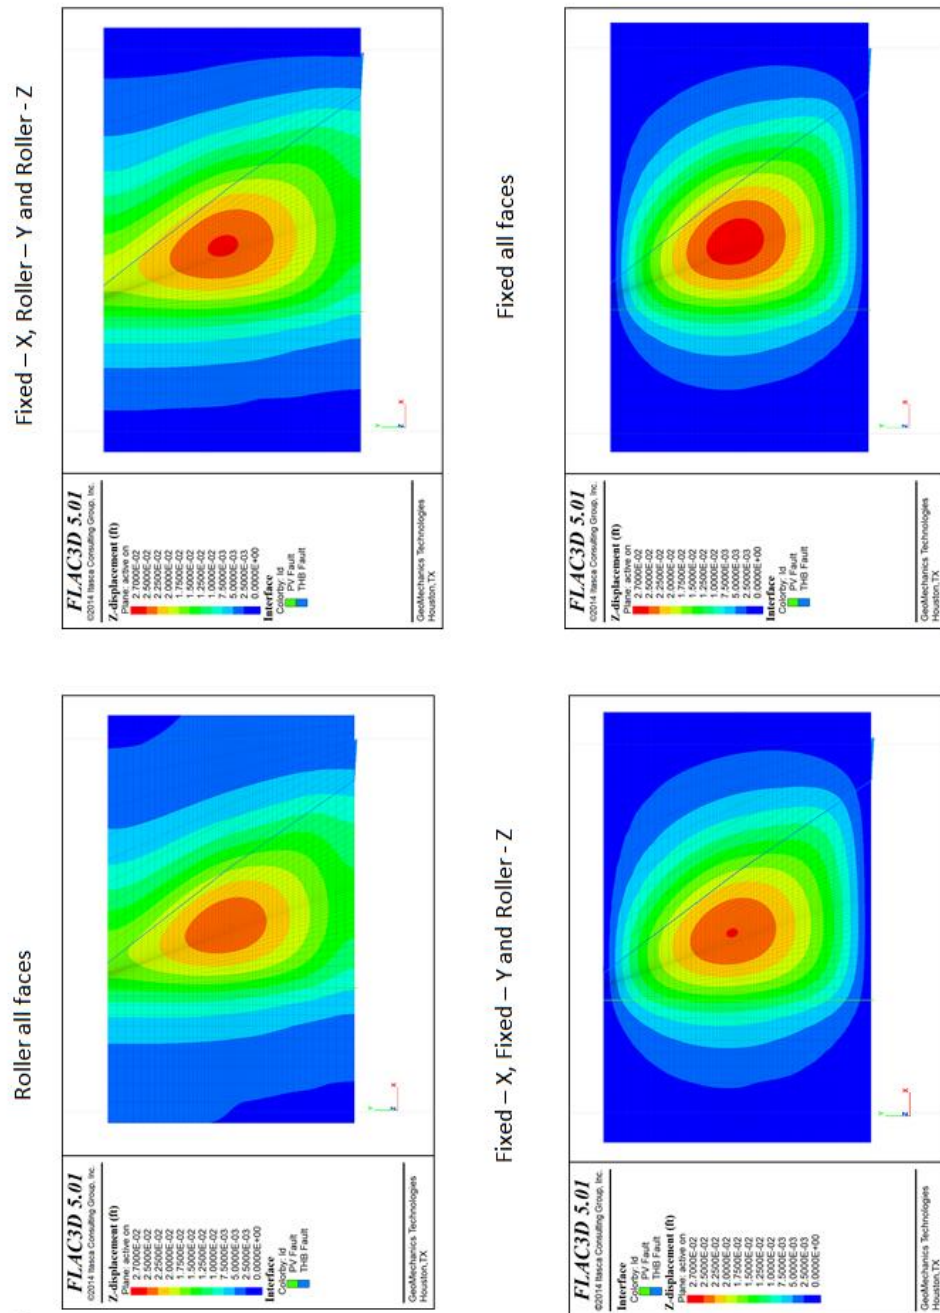 Roller all faces
FLAC3D 5.01
©2014 Itasca Consulting Group, Inc.
Z-displacement (ft)
Plane: active on
2.7000E-02
2.5000E-02
2.2500E-02
2.0000E-02
1.7500E-02
1.5000E-02
1.2500E-02
1.0000E-02
7.5000E-03
5.0000E-03
2.5000E-03
0.0000E+00
Interface
Colorby: Id
PV Fault
THB Fault
GeoMechanics Technologies
Houston,TX
Y
Z X
Fixed – X, Roller – Y and Roller - Z
FLAC3D 5.01
©2014 Itasca Consulting Group, Inc.
Z-displacement (ft)
Plane: active on
2.7000E-02
2.5000E-02
2.2500E-02
2.0000E-02
1.7500E-02
1.5000E-02
1.2500E-02
1.0000E-02
7.5000E-03
5.0000E-03
2.5000E-03
0.0000E+00
Interface
Colorby: Id
PV Fault
THB Fault
GeoMechanics Technologies
Houston,TX
Y
Z X
Fixed – X, Fixed – Y and Roller - Z
FLAC3D 5.01
©2014 Itasca Consulting Group, Inc.
Interface
Colorby: Id
PV Fault
THB Fault
Z-displacement (ft)
Plane: active on
2.7000E-02
2.5000E-02
2.2500E-02
2.0000E-02
1.7500E-02
1.5000E-02
1.2500E-02
1.0000E-02
7.5000E-03
5.0000E-03
2.5000E-03
0.0000E+00
GeoMechanics Technologies
Houston,TX
Y
Z X
Fixed all faces
FLAC3D 5.01
©2014 Itasca Consulting Group, Inc.
Z-displacement (ft)
Plane: active on
2.7000E-02
2.5000E-02
2.2500E-02
2.0000E-02
1.7500E-02
1.5000E-02
1.2500E-02
1.0000E-02
7.5000E-03
5.0000E-03
2.5000E-03
0.0000E+00
Interface
Colorby: Id
PV Fault
THB Fault
GeoMechanics Technologies
Houston,TX
Y
Z X